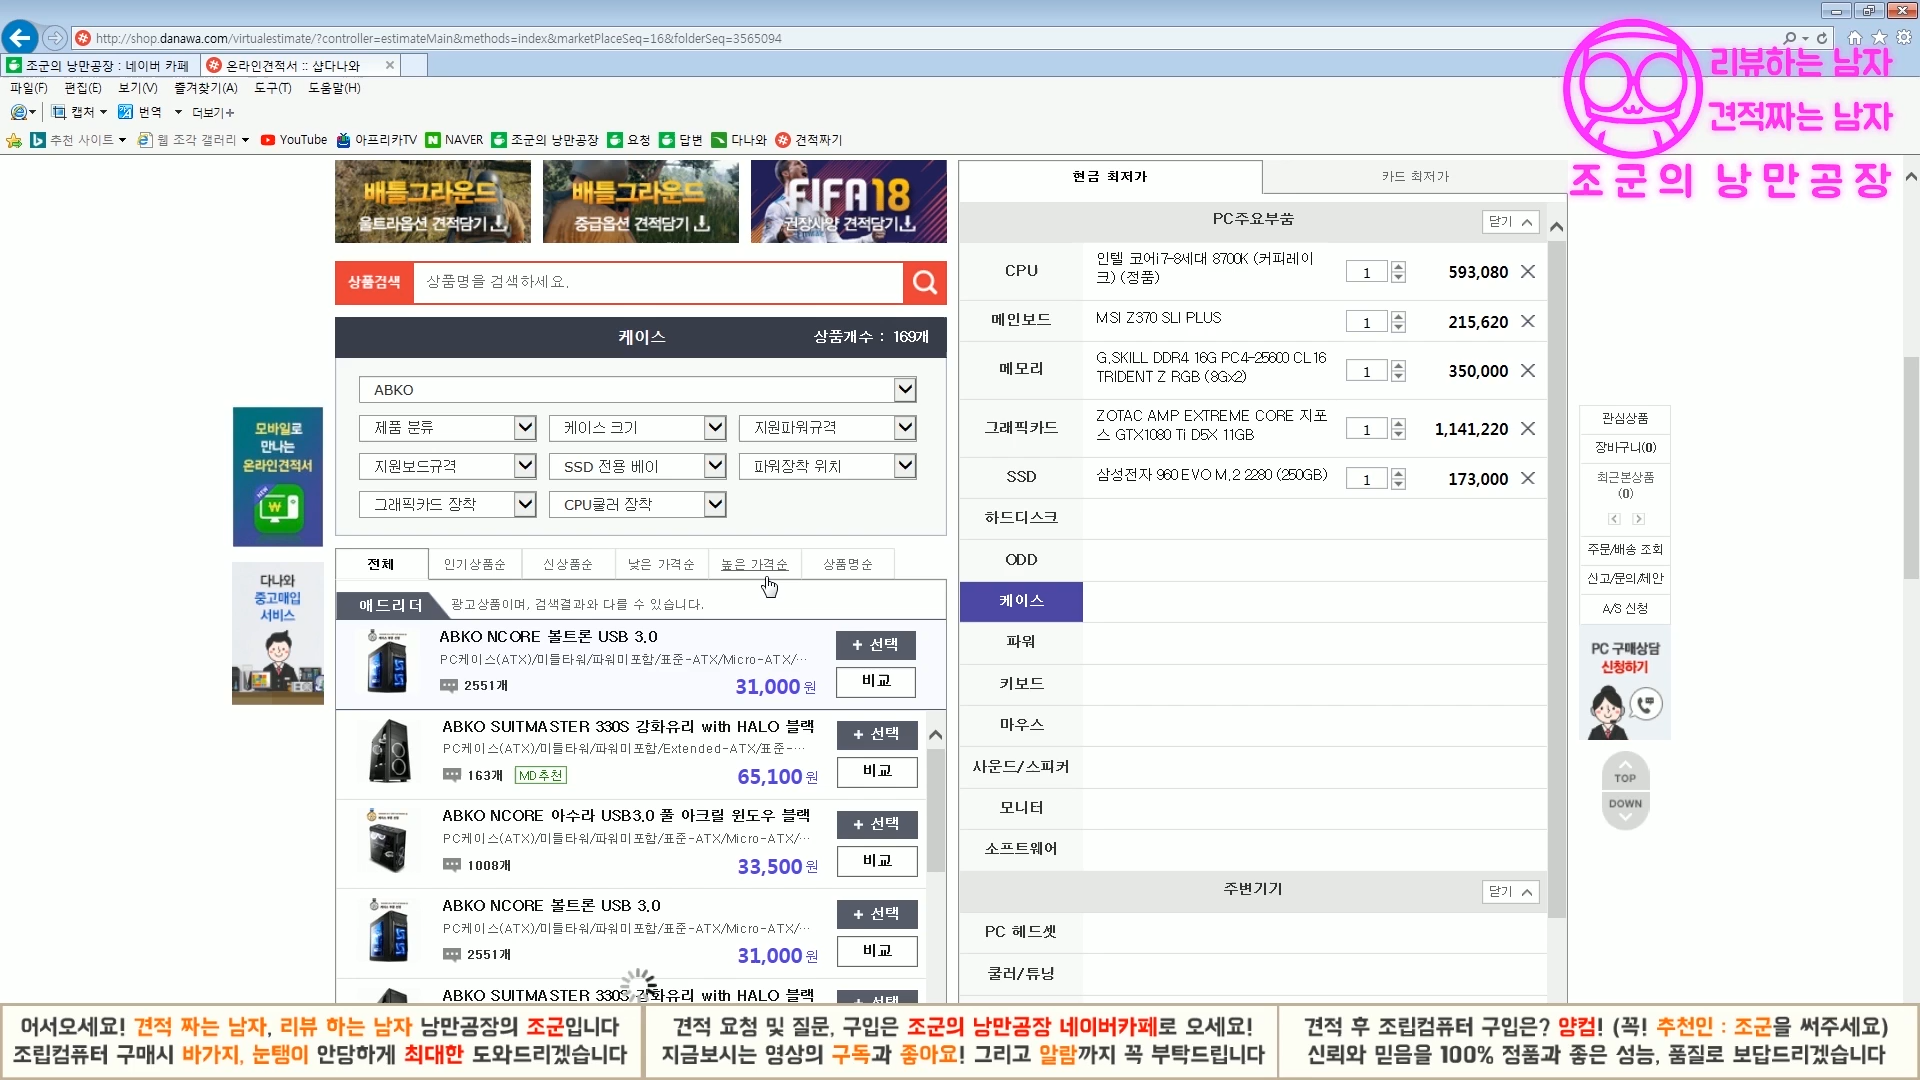 http://shop.danawa.com/virtualestimate/?controller=estimateMain&methods=index&marketPlaceSeq=16&folderSeq=3565094
조군의 낭만공장 : 네이버 카페
온라인견적서 :: 샵다나와
파일(F) 편집(E) 보기(V) 즐겨찾기(A) 도구(T) 도움말(H)
캡처 번역 더보기+
추천 사이트 웹 조각 갤러리 YouTube 아프리카TV NAVER 조군의 낭만공장 요청 답변 다나와 견적짜기
리뷰하는 남자
견적짜는 남자
조군의 낭만공장
배틀그라운드
울트라옵션 견적담기
배틀그라운드
중급옵션 견적담기
FIFA18
권장사양 견적담기
상품검색 상품명을 검색하세요.
케이스 상품개수 : 169개
ABKO
제품 분류 케이스 크기 지원파워규격
지원보드규격 SSD 전용 베이 파워장착 위치
그래픽카드 장착 CPU쿨러 장착
전체 인기상품순 신상품순 낮은 가격순 높은 가격순 상품명순
애드리더 광고상품이며, 검색결과와 다를 수 있습니다.
ABKO NCORE 볼트론 USB 3.0
PC케이스(ATX)/미들타워/파워미포함/표준-ATX/Micro-ATX/···
2551개
31,000원
+ 선택
비교
ABKO SUITMASTER 330S 강화유리 with HALO 블랙
PC케이스(ATX)/미들타워/파워미포함/Extended-ATX/표준-···
163개 MD추천
65,100원
+ 선택
비교
ABKO NCORE 아수라 USB3.0 풀 아크릴 윈도우 블랙
PC케이스(ATX)/미들타워/파워미포함/표준-ATX/Micro-ATX/···
1008개
33,500원
+ 선택
비교
ABKO NCORE 볼트론 USB 3.0
PC케이스(ATX)/미들타워/파워미포함/표준-ATX/Micro-ATX/···
2551개
31,000원
+ 선택
비교
ABKO SUITMASTER 330S 강화유리 with HALO 블랙
+ 선택
모바일로
만나는
온라인견적서
NEW
W
다나와
중고매입
서비스
현금 최저가 카드 최저가
PC주요부품 닫기
CPU 인텔 코어i7-8세대 8700K (커피레이
크) (정품) 1 593,080
메인보드 MSI Z370 SLI PLUS 1 215,620
메모리 G.SKILL DDR4 16G PC4-25600 CL16
TRIDENT Z RGB (8Gx2) 1 350,000
그래픽카드 ZOTAC AMP EXTREME CORE 지포
스 GTX1080 Ti D5X 11GB 1 1,141,220
SSD 삼성전자 960 EVO M.2 2280 (250GB) 1 173,000
하드디스크
ODD
케이스
파워
키보드
마우스
사운드/스피커
모니터
소프트웨어
주변기기 닫기
PC 헤드셋
쿨러/튜닝
관심상품
장바구니(0)
최근본상품
(0)
주문/배송 조회
신고/문의/제안
A/S 신청
PC 구매상담
신청하기
TOP
DOWN
어서오세요! 견적 짜는 남자, 리뷰 하는 남자 낭만공장의 조군입니다
조립컴퓨터 구매시 바가지, 눈탱이 안담하게 최대한 도와드리겠습니다
견적 요청 및 질문, 구입은 조군의 낭만공장 네이버카페로 오세요!
지금보시는 영상의 구독과 좋아요! 그리고 알람까지 꼭 부탁드립니다
견적 후 조립컴퓨터 구입은? 양컴! (꼭! 추천인 : 조군을 써주세요)
신뢰와 믿음을 100% 정품과 좋은 성능, 품질로 보답드리겠습니다